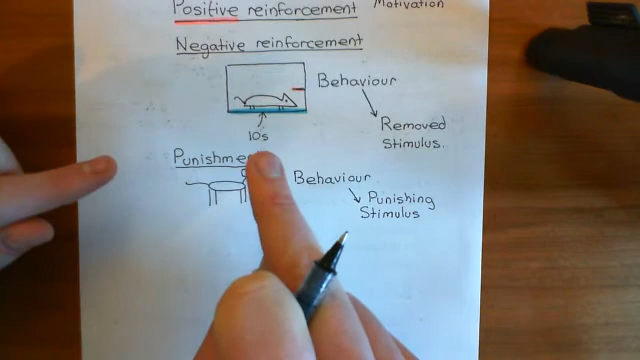 Positive reinforcement Motivation
Negative reinforcement
Behaviour
Removed
Stimulus.
10s
Behaviour
Punishing
Stimulus